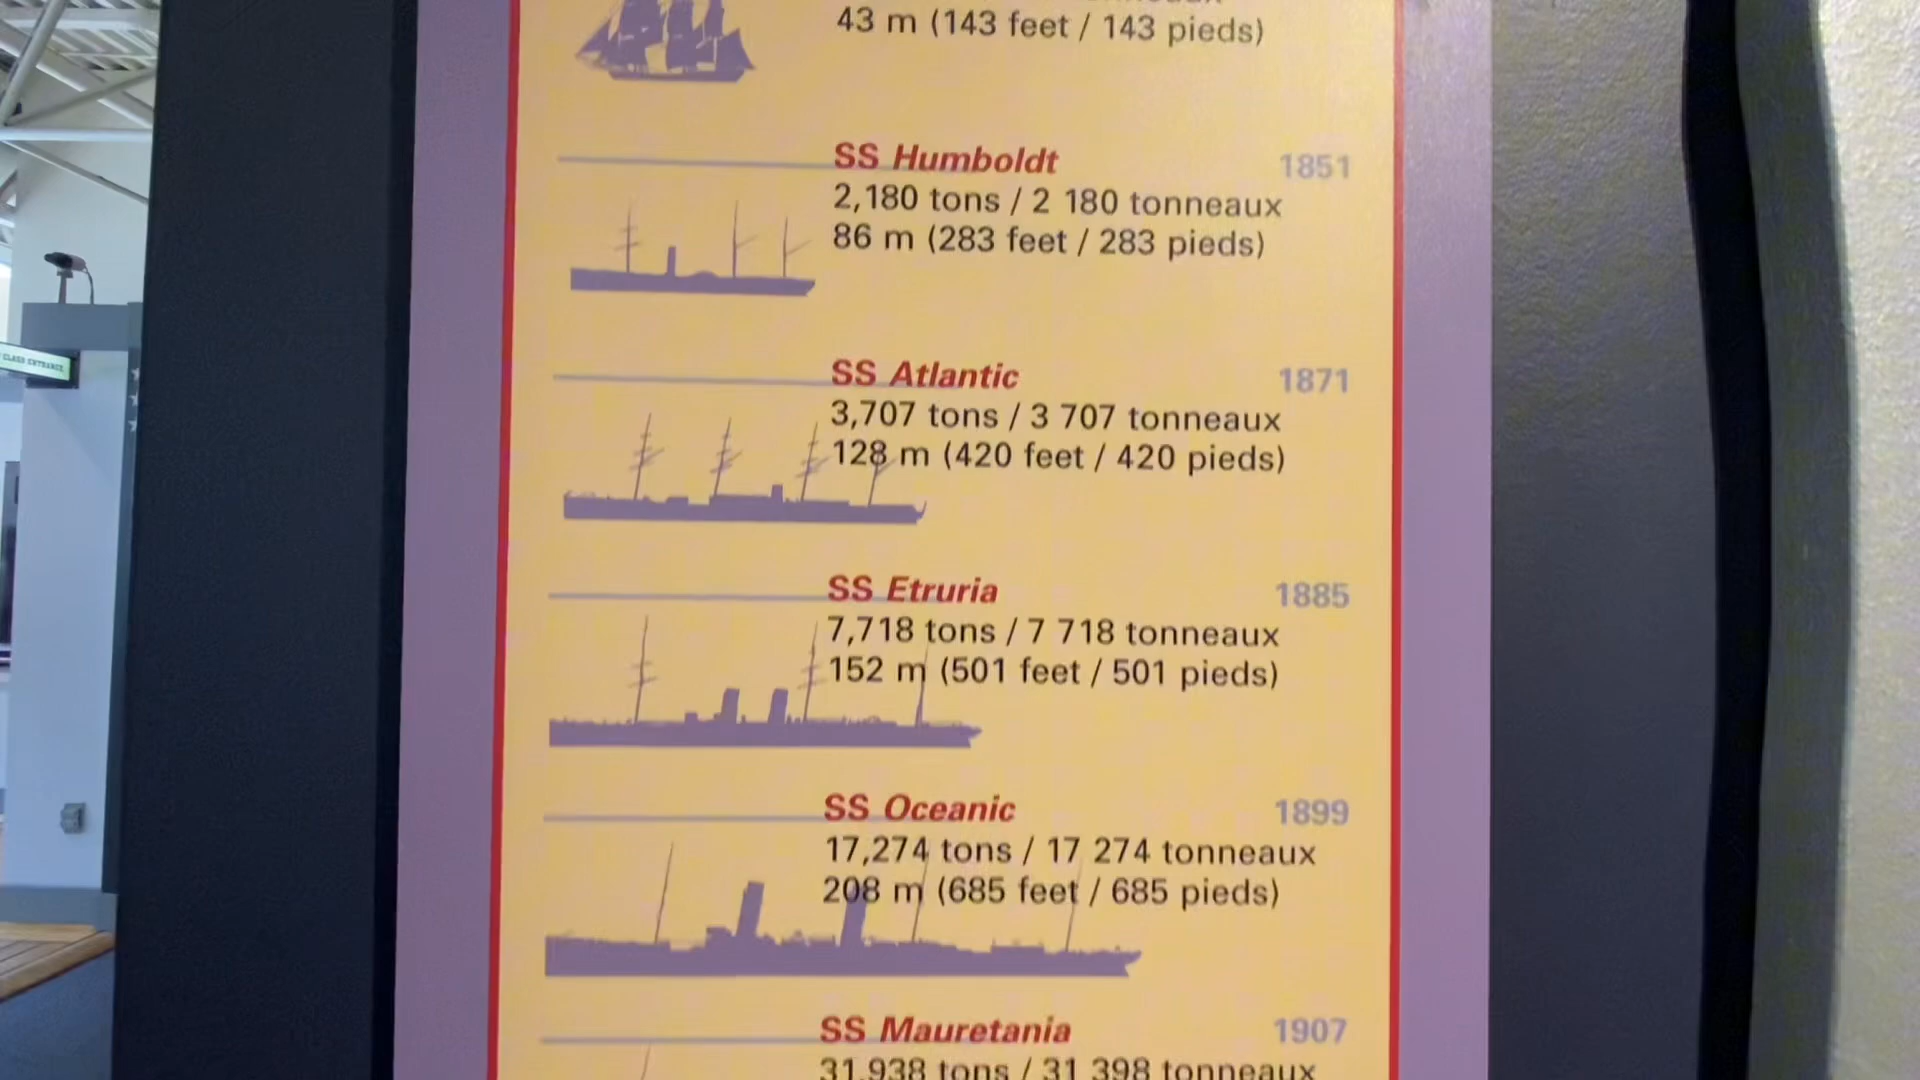 43 m (143 feet / 143 pieds)
SS Humboldt 1851
2,180 tons / 2 180 tonneaux
86 m (283 feet / 283 pieds)
SS Atlantic 1871
3,707 tons / 3 707 tonneaux
128 m (420 feet / 420 pieds)
SS Etruria 1885
7,718 tons / 7 718 tonneaux
152 m (501 feet / 501 pieds)
SS Oceanic 1899
17,274 tons / 17 274 tonneaux
208 m (685 feet / 685 pieds)
SS Mauretania 1907
31,938 tons / 31 398 tonneaux
CLASS ENTRANCE